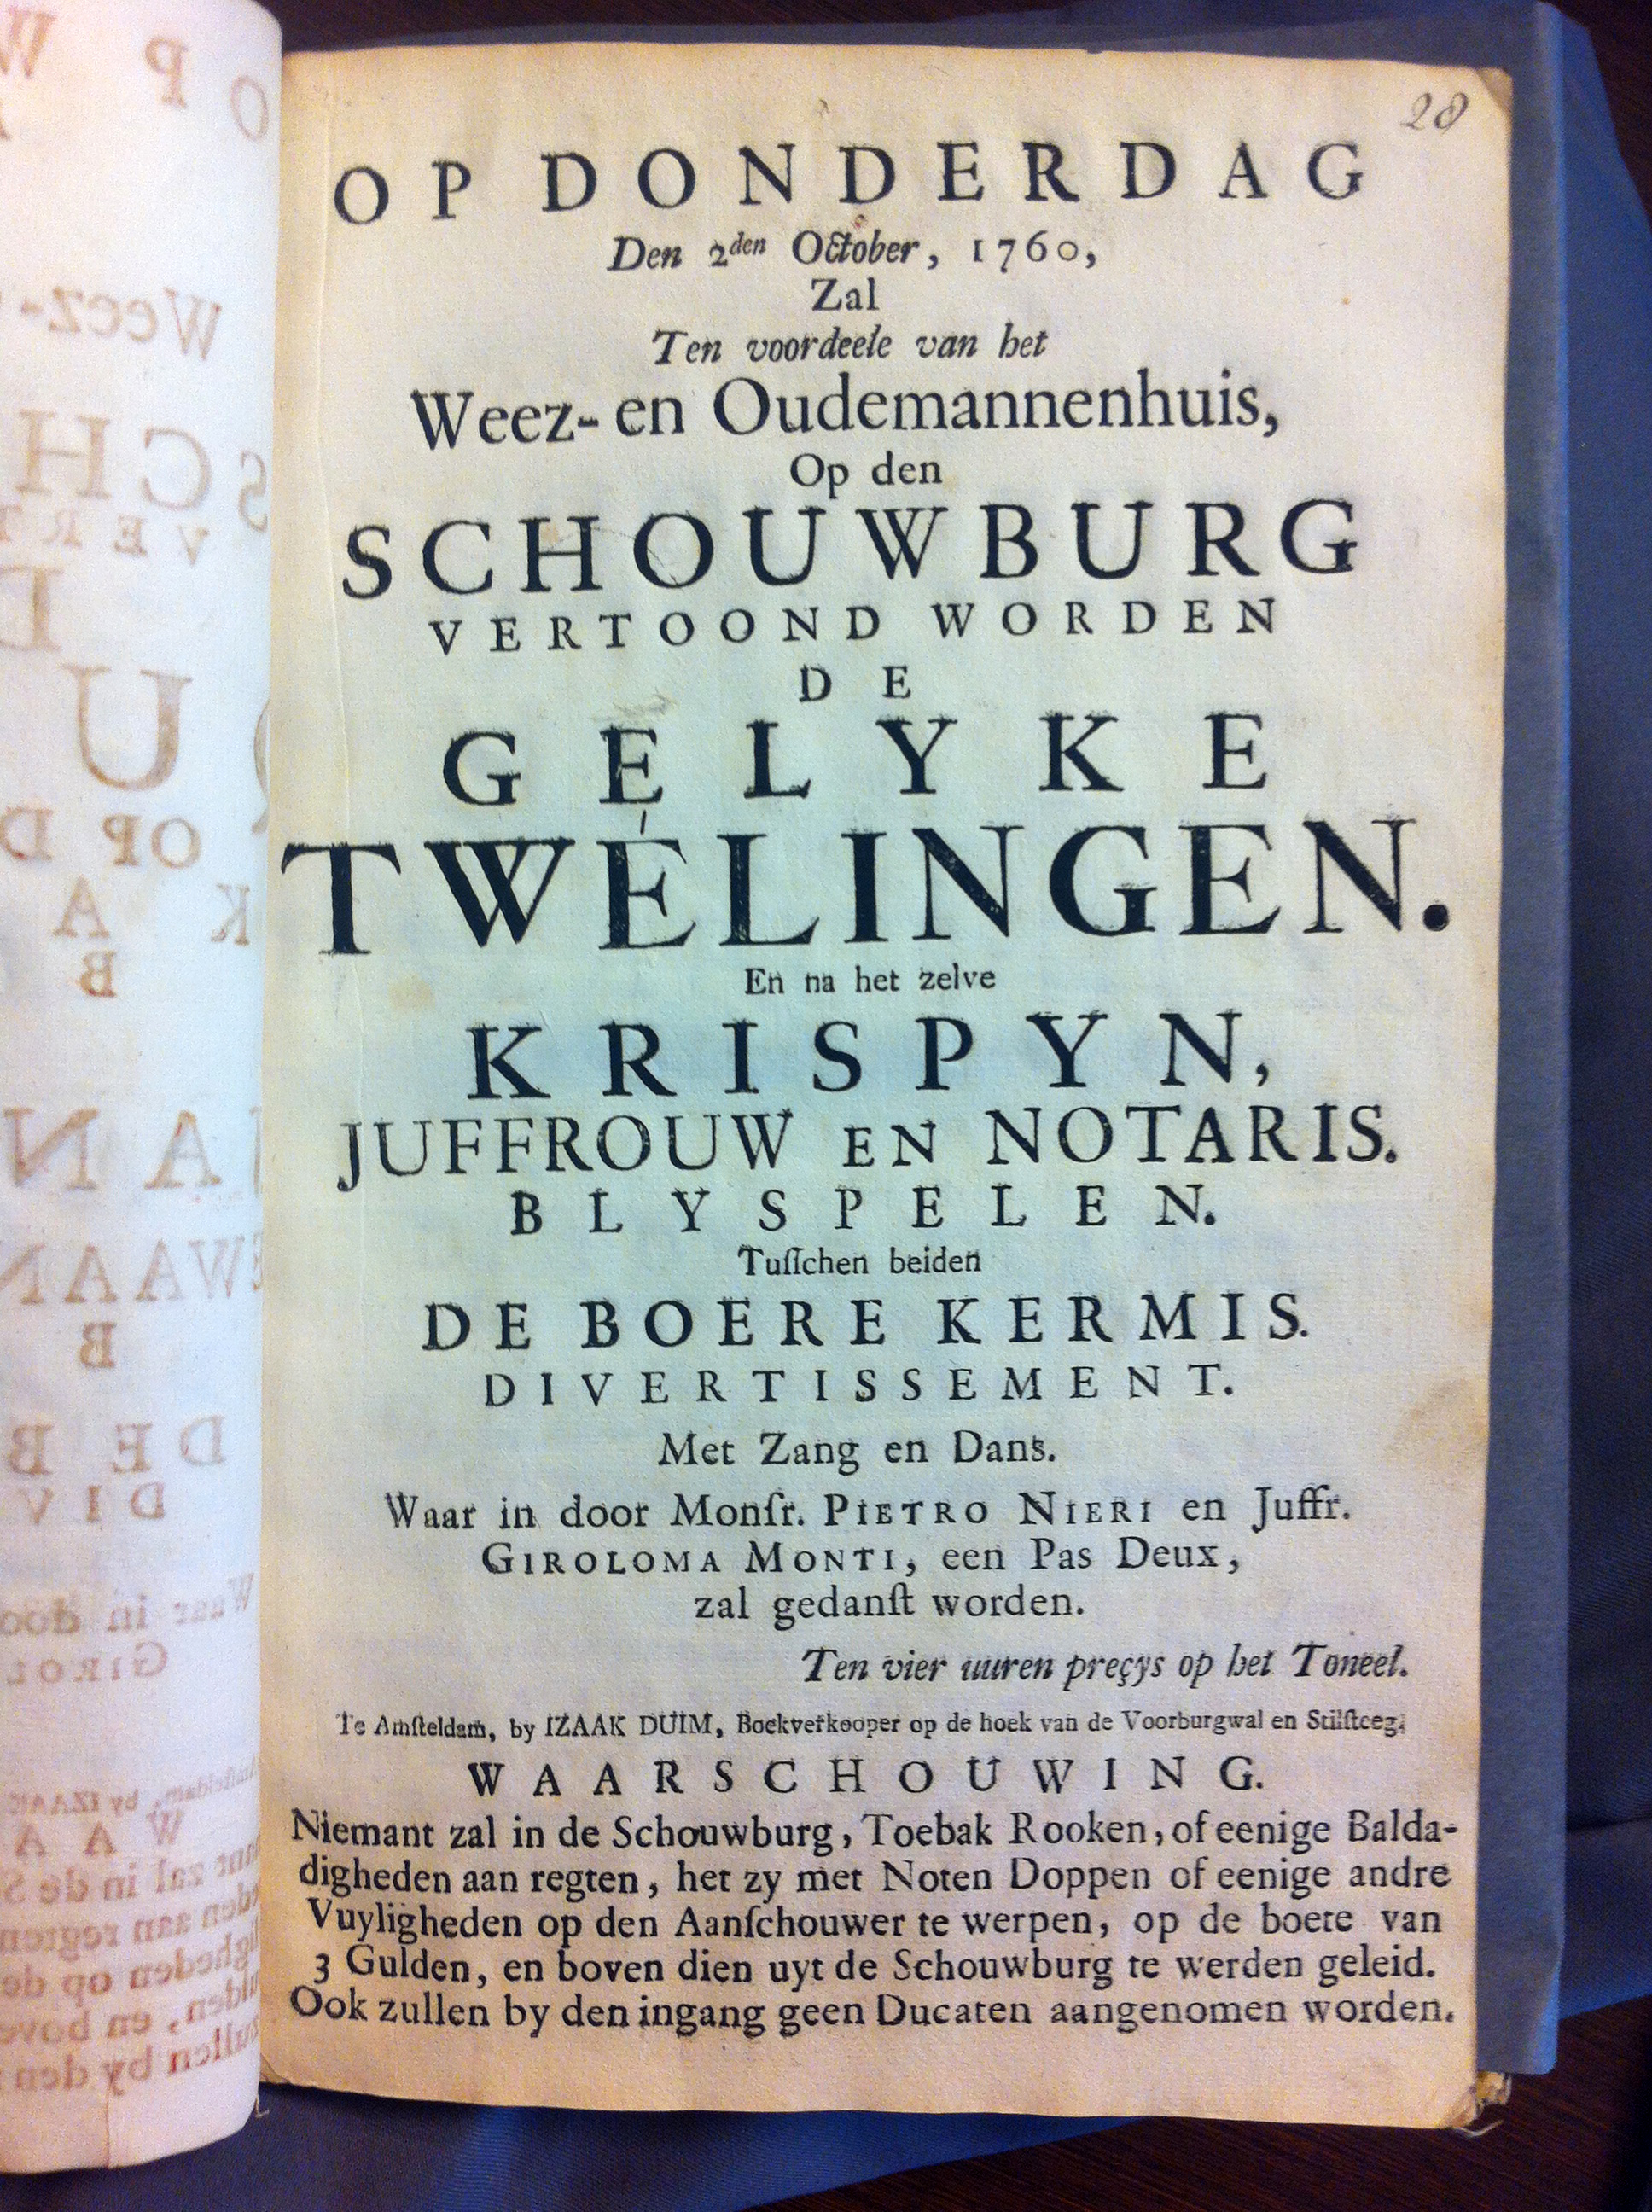 28
OP DONDERDAG
Den 2den October, 1760,
Zal
Ten voordeele van het
Weez- en Oudemannenhuis,
Op den
SCHOUWBURG
VERTOOND WORDEN
DE
GELYKE
TWÉLINGEN.
En na het zelve
KRISPYN,
JUFFROUW EN NOTARIS.
BLYSPELEN.
Tuſſchen beiden
DE BOERE KERMIS.
DIVERTISSEMENT.
Met Zang en Dans.
Waar in door Monſr. PIETRO NIERI en Juffr.
GIROLOMA MONTI, een Pas Deux,
zal gedanſt worden.
Ten vier uuren preçys op het Toneel.
Te Amſteldam, by IZAAK DUIM, Boekverkooper op de hoek van de Voorburgwal en Stilſteeg.
WAARSCHOUWING.
Niemant zal in de Schouwburg, Toebak Rooken, of eenige Balda-
digheden aan regten, het zy met Noten Doppen of eenige andre
Vuyligheden op den Aanſchouwer te werpen, op de boete van
3 Gulden, en boven dien uyt de Schouwburg te werden geleid.
Ook zullen by den ingang geen Ducaten aangenomen worden.